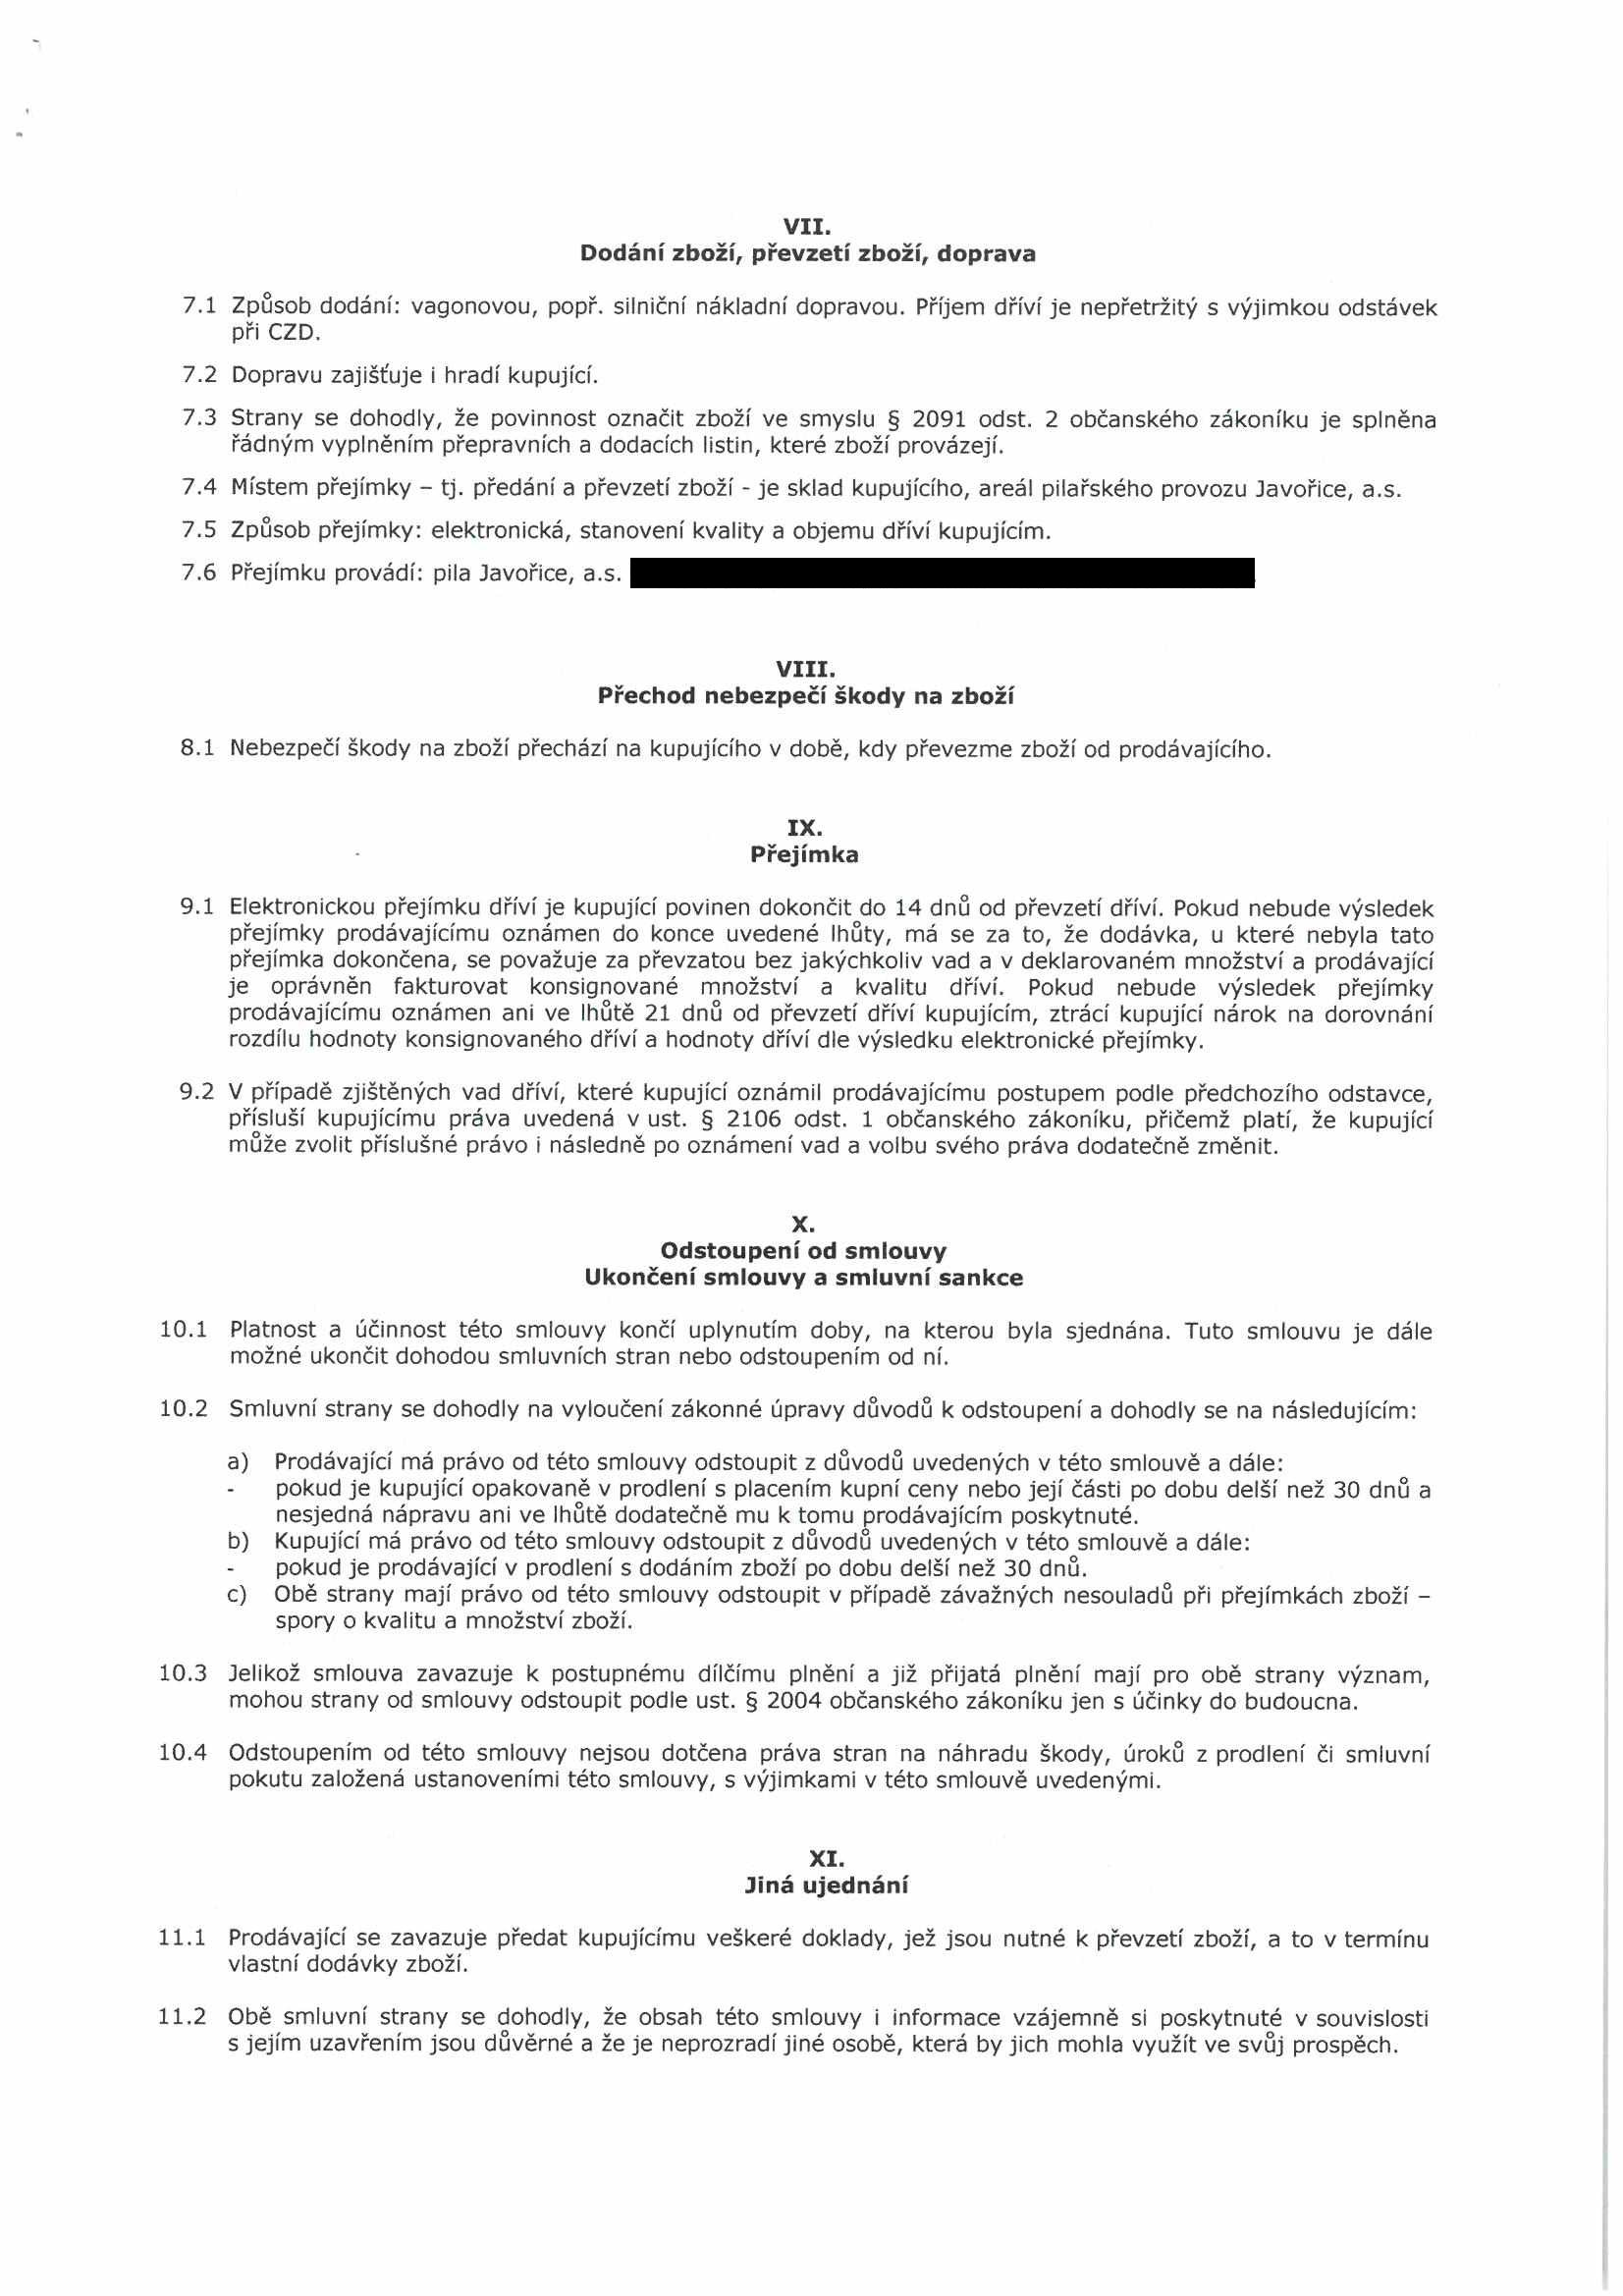 VII.
Dodání zboží, převzetí zboží, doprava
7.1 Způsob dodání: vagonovou, popř. silniční nákladní dopravou. Příjem dříví je nepřetržitý s výjimkou odstávek
při CZD.
7.2 Dopravu zajišťuje i hradí kupující.
7.3 Strany se dohodly, že povinnost označit zboží ve smyslu § 2091 odst. 2 občanského zákoníku je splněna
řádným vyplněním přepravních a dodacích listin, které zboží provázejí.
7.4 Místem přejímky – tj. předání a převzetí zboží - je sklad kupujícího, areál pilařského provozu Javořice, a.s.
7.5 Způsob přejímky: elektronická, stanovení kvality a objemu dříví kupujícím.
7.6 Přejímku provádí: pila Javořice, a.s.
VIII.
Přechod nebezpečí škody na zboží
8.1 Nebezpečí škody na zboží přechází na kupujícího v době, kdy převezme zboží od prodávajícího.
IX.
Přejímka
9.1 Elektronickou přejímku dříví je kupující povinen dokončit do 14 dnů od převzetí dříví. Pokud nebude výsledek
přejímky prodávajícímu oznámen do konce uvedené lhůty, má se za to, že dodávka, u které nebyla tato
přejímka dokončena, se považuje za převzatou bez jakýchkoliv vad a v deklarovaném množství a prodávající
je oprávněn fakturovat konsignované množství a kvalitu dříví. Pokud nebude výsledek přejímky
prodávajícímu oznámen ani ve lhůtě 21 dnů od převzetí dříví kupujícím, ztrácí kupující nárok na dorovnání
rozdílu hodnoty konsignovaného dříví a hodnoty dříví dle výsledku elektronické přejímky.
9.2 V případě zjištěných vad dříví, které kupující oznámil prodávajícímu postupem podle předchozího odstavce,
přísluší kupujícímu práva uvedená v ust. § 2106 odst. 1 občanského zákoníku, přičemž platí, že kupující
může zvolit příslušné právo i následně po oznámení vad a volbu svého práva dodatečně změnit.
X.
Odstoupení od smlouvy
Ukončení smlouvy a smluvní sankce
10.1 Platnost a účinnost této smlouvy končí uplynutím doby, na kterou byla sjednána. Tuto smlouvu je dále
možné ukončit dohodou smluvních stran nebo odstoupením od ní.
10.2 Smluvní strany se dohodly na vyloučení zákonné úpravy důvodů k odstoupení a dohodly se na následujícím:
a) Prodávající má právo od této smlouvy odstoupit z důvodů uvedených v této smlouvě a dále:
- pokud je kupující opakovaně v prodlení s placením kupní ceny nebo její části po dobu delší než 30 dnů a
nesjedná nápravu ani ve lhůtě dodatečně mu k tomu prodávajícím poskytnuté.
b) Kupující má právo od této smlouvy odstoupit z důvodů uvedených v této smlouvě a dále:
- pokud je prodávající v prodlení s dodáním zboží po dobu delší než 30 dnů.
c) Obě strany mají právo od této smlouvy odstoupit v případě závažných nesouladů při přejímkách zboží –
spory o kvalitu a množství zboží.
10.3 Jelikož smlouva zavazuje k postupnému dílčímu plnění a již přijatá plnění mají pro obě strany význam,
mohou strany od smlouvy odstoupit podle ust. § 2004 občanského zákoníku jen s účinky do budoucna.
10.4 Odstoupením od této smlouvy nejsou dotčena práva stran na náhradu škody, úroků z prodlení či smluvní
pokutu založená ustanoveními této smlouvy, s výjimkami v této smlouvě uvedenými.
XI.
Jiná ujednání
11.1 Prodávající se zavazuje předat kupujícímu veškeré doklady, jež jsou nutné k převzetí zboží, a to v termínu
vlastní dodávky zboží.
11.2 Obě smluvní strany se dohodly, že obsah této smlouvy i informace vzájemně si poskytnuté v souvislosti
s jejím uzavřením jsou důvěrné a že je neprozradí jiné osobě, která by jich mohla využít ve svůj prospěch.